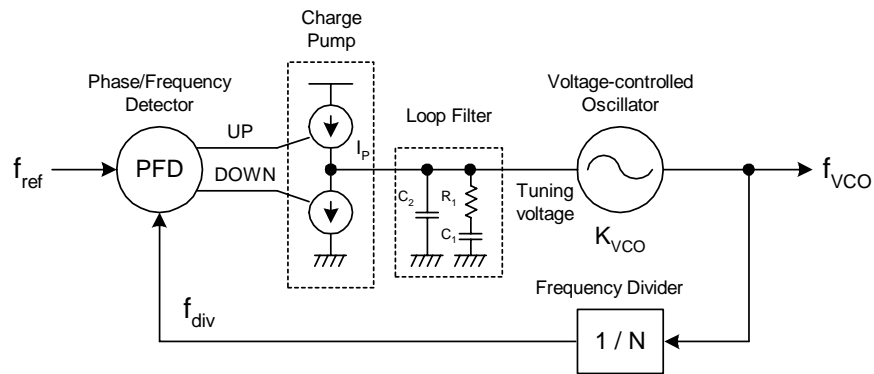 Charge
Pump
Phase/Frequency
Detector
Voltage-controlled
Oscillator
Loop Filter
UP
I_P
f_ref
PFD
DOWN
f_VCO
C_2
R_1
C_1
Tuning
voltage
K_VCO
Frequency Divider
f_div
1 / N